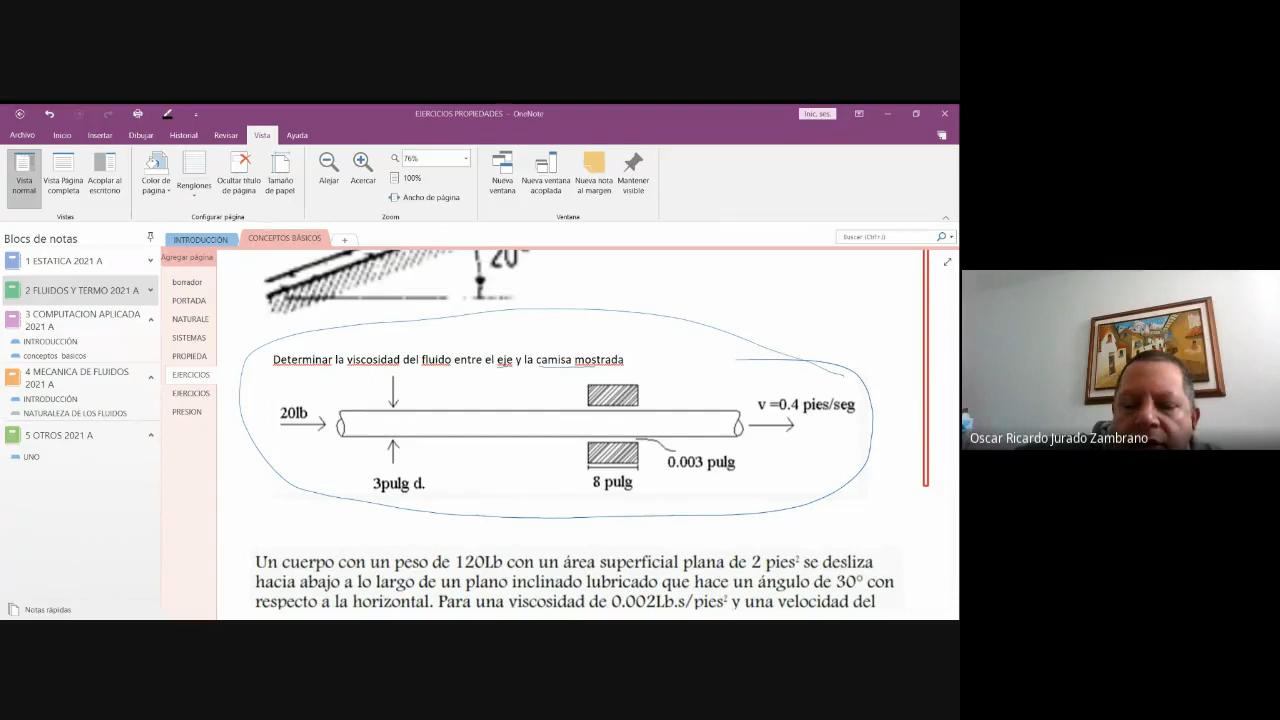 EJERCICIOS PROPIEDADES - OneNote
Inic. ses.
Archivo Inicio Insertar Dibujar Historial Revisar Vista Ayuda
Vista normal
Vista Página completa
Acoplar al escritorio
Vistas
Color de página
Renglones
Ocultar título de página
Tamaño de papel
Configurar página
Alejar
Acercar
76%
100%
Ancho de página
Zoom
Nueva ventana
Nueva ventana acoplada
Nueva nota al margen
Mantener visible
Ventana
Blocs de notas
INTRODUCCIÓN
CONCEPTOS BÁSICOS
Buscar (Ctrl+)
1 ESTATICA 2021 A
2 FLUIDOS Y TERMO 2021 A
3 COMPUTACION APLICADA
2021 A
INTRODUCCIÓN
conceptos basicos
4 MECANICA DE FLUIDOS
2021 A
INTRODUCCIÓN
NATURALEZA DE LOS FLUIDOS
5 OTROS 2021 A
UNO
Notas rápidas
Agregar página
borrador
PORTADA
NATURALE
SISTEMAS
PROPIEDA
EJERCICIOS
EJERCICIOS
PRESION
20°
Determinar la viscosidad del fluido entre el eje y la camisa mostrada
20lb
v =0.4 pies/seg
0.003 pulg
3pulg d.
8 pulg
Un cuerpo con un peso de 120Lb con un área superficial plana de 2 pies² se desliza
hacia abajo a lo largo de un plano inclinado lubricado que hace un ángulo de 30° con
respecto a la horizontal. Para una viscosidad de 0.002Lb.s/pies² y una velocidad del
Oscar Ricardo Jurado Zambrano